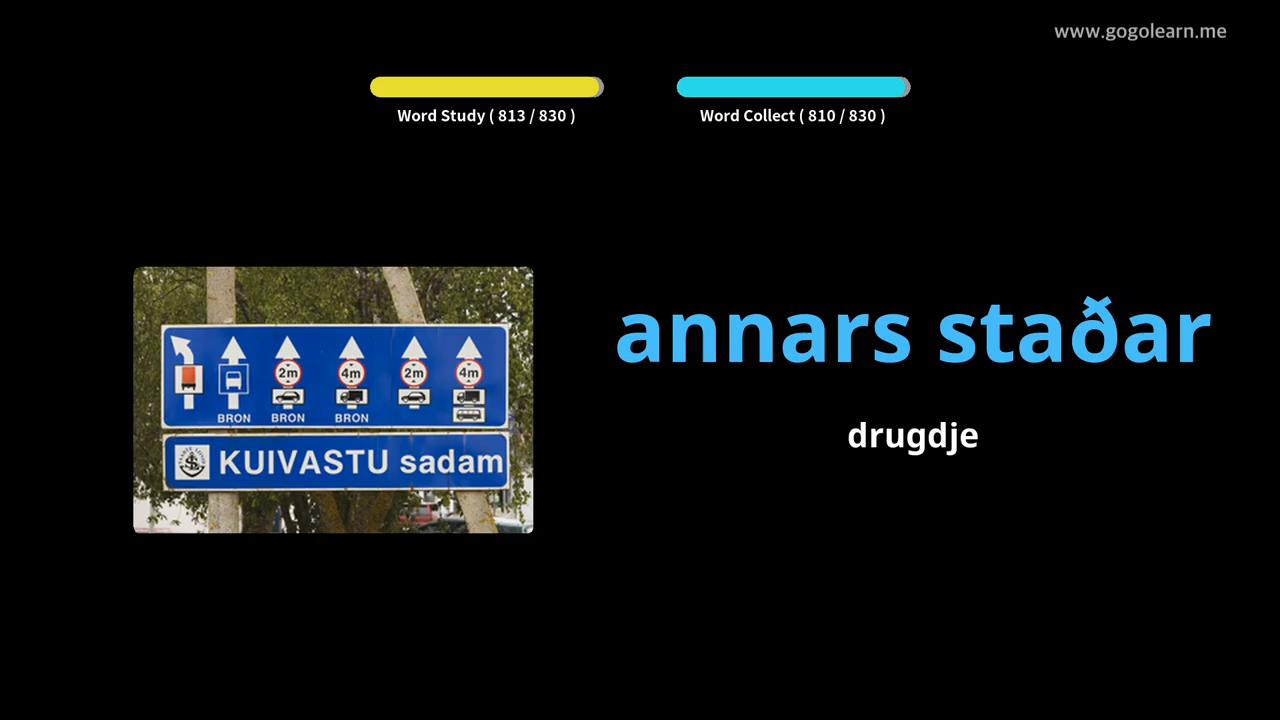 www.gogolearn.me
Word Study ( 813 / 830 )
Word Collect ( 810 / 830 )
annars staðar
drugdje
2m
4m
2m
4m
BRON
BRON
BRON
KUIVASTU sadam